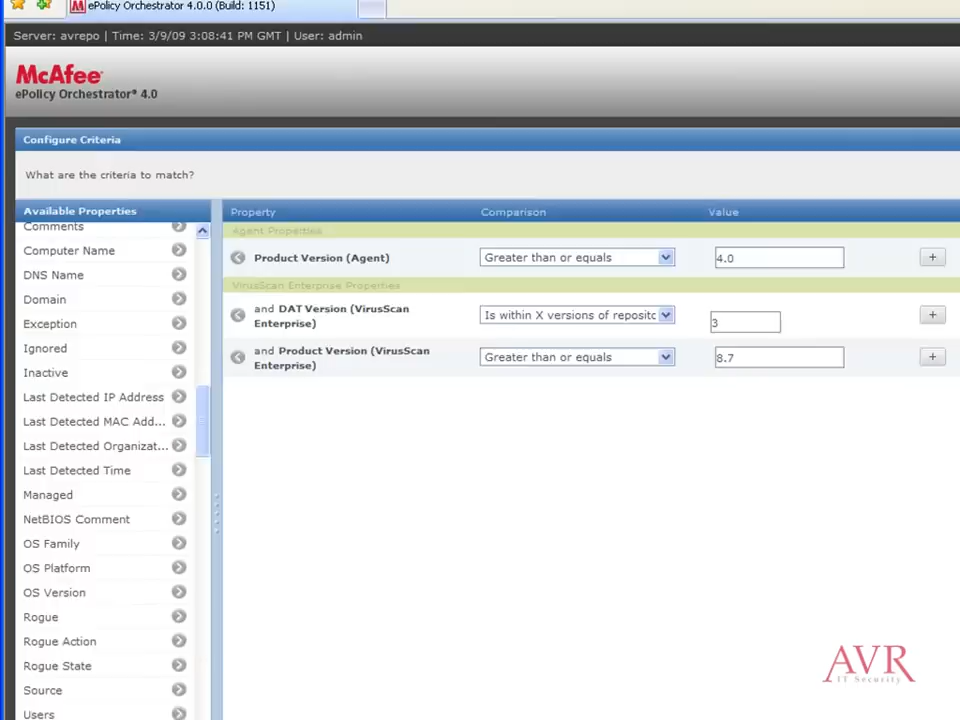 ePolicy Orchestrator 4.0.0 (Build: 1151)
Server: avrepo | Time: 3/9/09 3:08:41 PM GMT | User: admin
McAfee
ePolicy Orchestrator® 4.0
Configure Criteria
What are the criteria to match?
Available Properties
Comments
Computer Name
DNS Name
Domain
Exception
Ignored
Inactive
Last Detected IP Address
Last Detected MAC Add...
Last Detected Organizat...
Last Detected Time
Managed
NetBIOS Comment
OS Family
OS Platform
OS Version
Rogue
Rogue Action
Rogue State
Source
Users
Property Comparison Value
Agent Properties
Product Version (Agent) Greater than or equals 4.0 +
VirusScan Enterprise Properties
and DAT Version (VirusScan
Enterprise) Is within X versions of reposito 3 +
and Product Version (VirusScan
Enterprise) Greater than or equals 8.7 +
AVR
IT Security